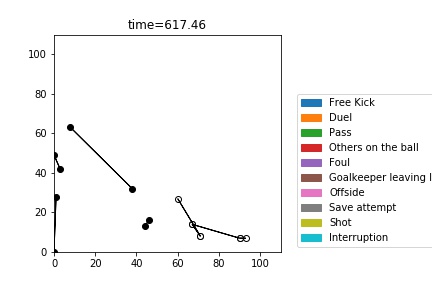 time=617.46
100
80
60
40
20
0
0 20 40 60 80 100
Free Kick
Duel
Pass
Others on the ball
Foul
Goalkeeper leaving l
Offside
Save attempt
Shot
Interruption